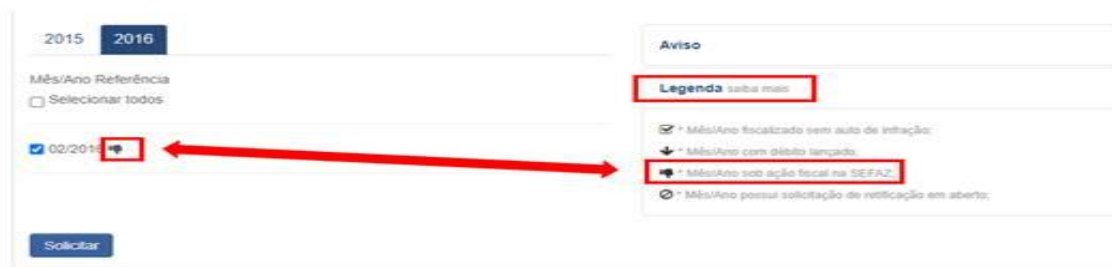 2015 2016
Mês/Ano Referência
Selecionar todos
02/2016
Solicitar
Aviso
Legenda saiba mais
* Mês/Ano fiscalizado sem auto de infração;
* Mês/Ano com débito lançado;
* Mês/Ano sob ação fiscal na SEFAZ;
* Mês/Ano possui solicitação de retificação em aberto;